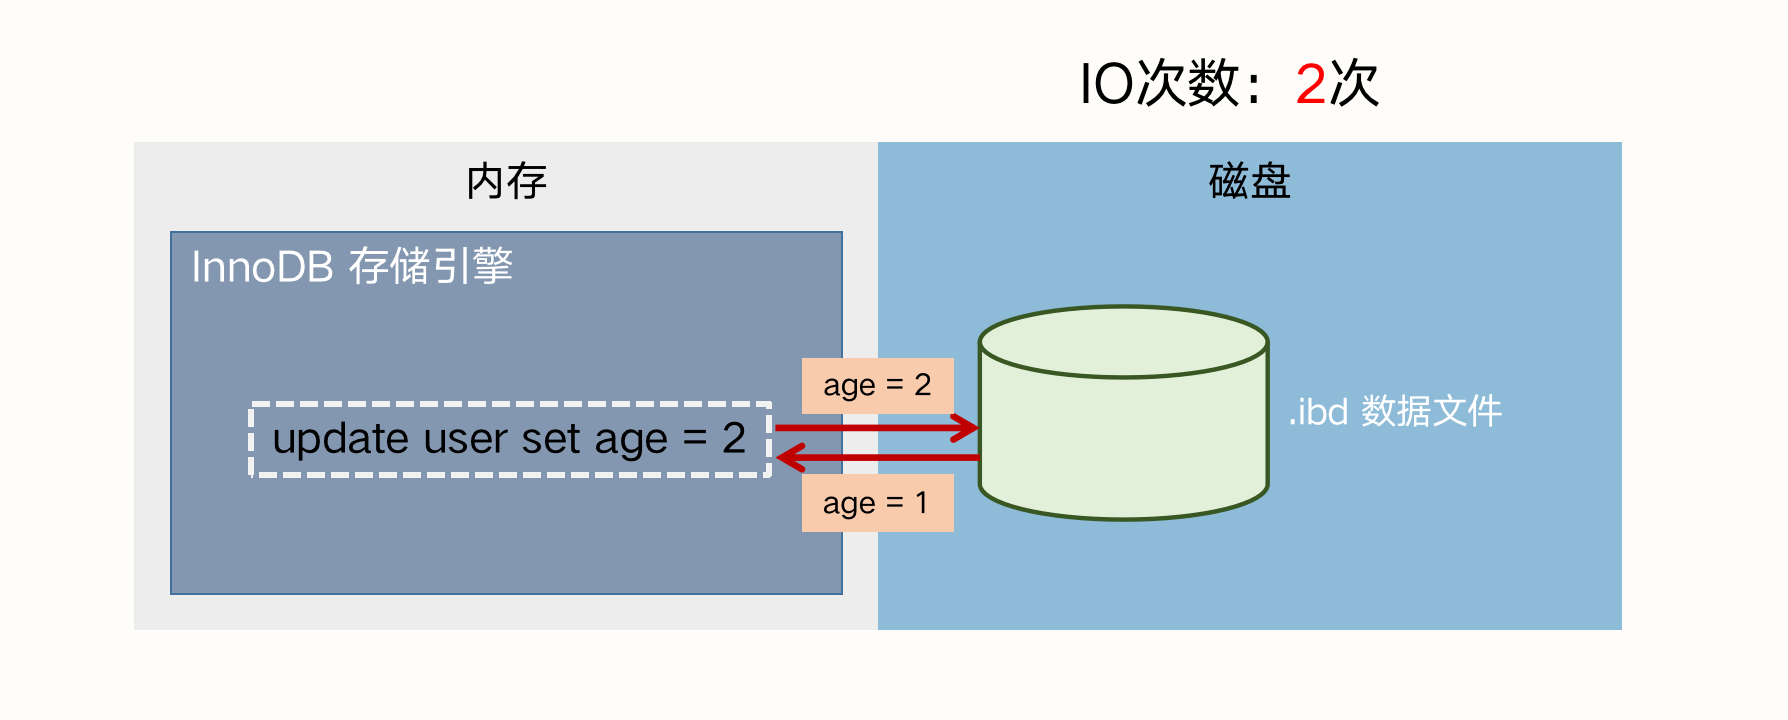 IO次数：2次
内存
磁盘
InnoDB 存储引擎
age = 2
.ibd 数据文件
update user set age = 2
age = 1